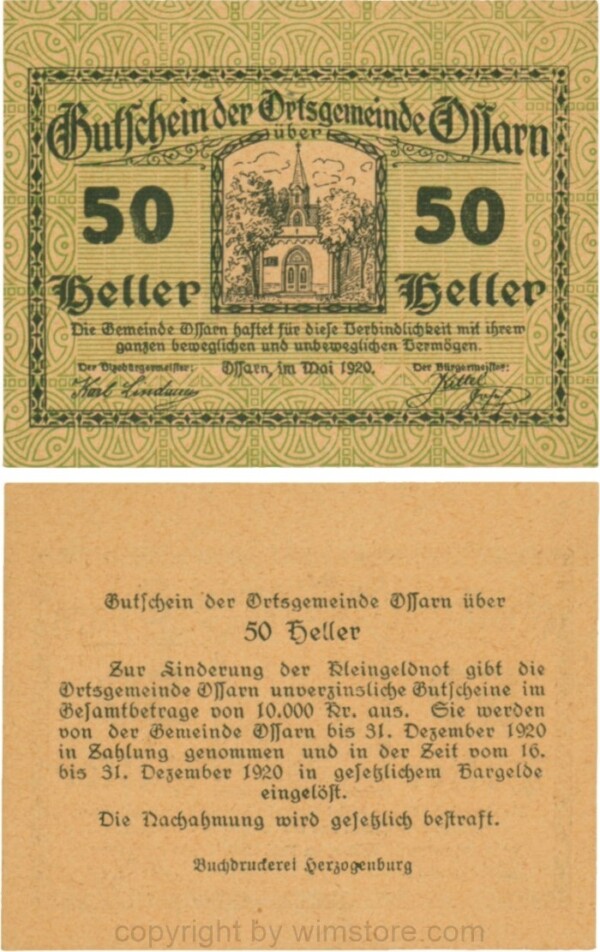 Gutschein der Ortsgemeinde Ossarn
über
50 50
Heller Heller
Die Gemeinde Ossarn haftet für diese Verbindlichkeit mit ihrem
ganzen beweglichen und unbeweglichen Vermögen.
Der Vizebürgermeister: Ossarn, im Mai 1920. Der Bürgermeister:
Karl
Gutschein der Ortsgemeinde Ossarn über
50 Heller
Zur Linderung der Kleingeldnot gibt die
Ortsgemeinde Ossarn unverzinsliche Gutscheine im
Gesamtbetrage von 10.000 Kr. aus. Sie werden
von der Gemeinde Ossarn bis 31. Dezember 1920
in Zahlung genommen und in der Zeit vom 16.
bis 31. Dezember 1920 in gesetzlichem Bargelde
eingelöst.
Die Nachahmung wird gesetzlich bestraft.
Buchdruckerei Herzogenburg
copyright by wimstore.com